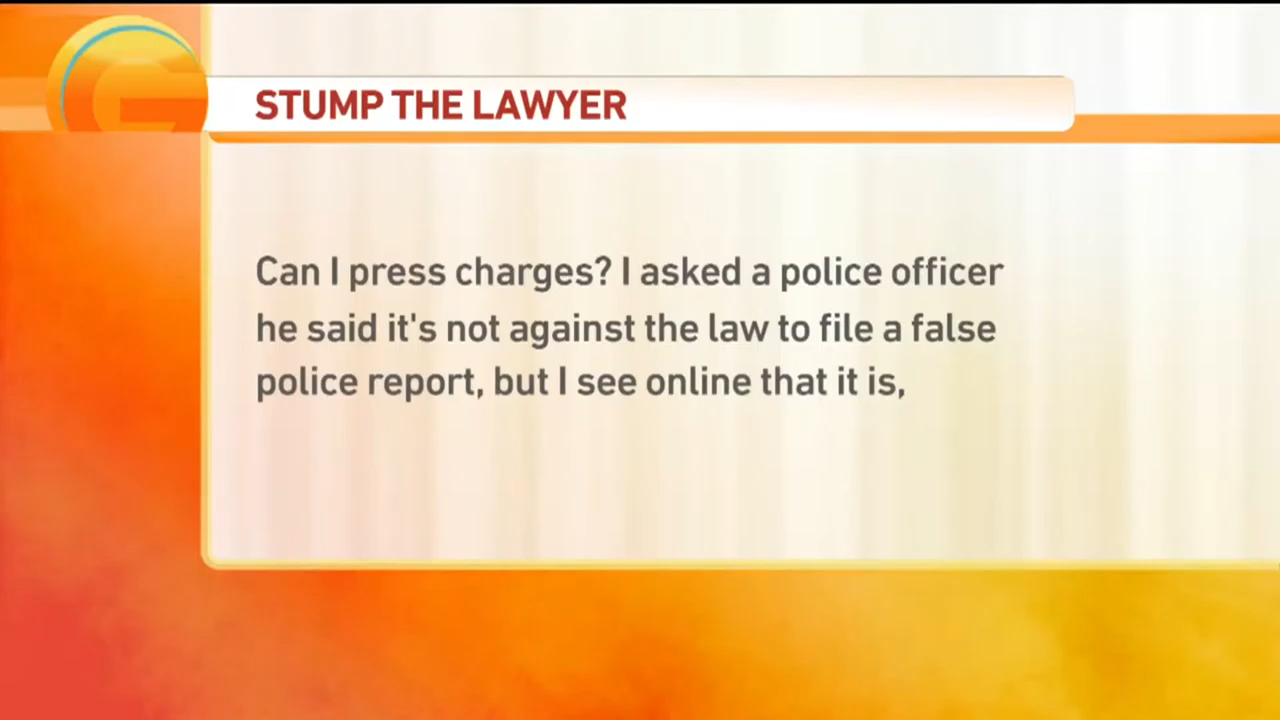 STUMP THE LAWYER
Can I press charges? I asked a police officer
he said it's not against the law to file a false
police report, but I see online that it is,